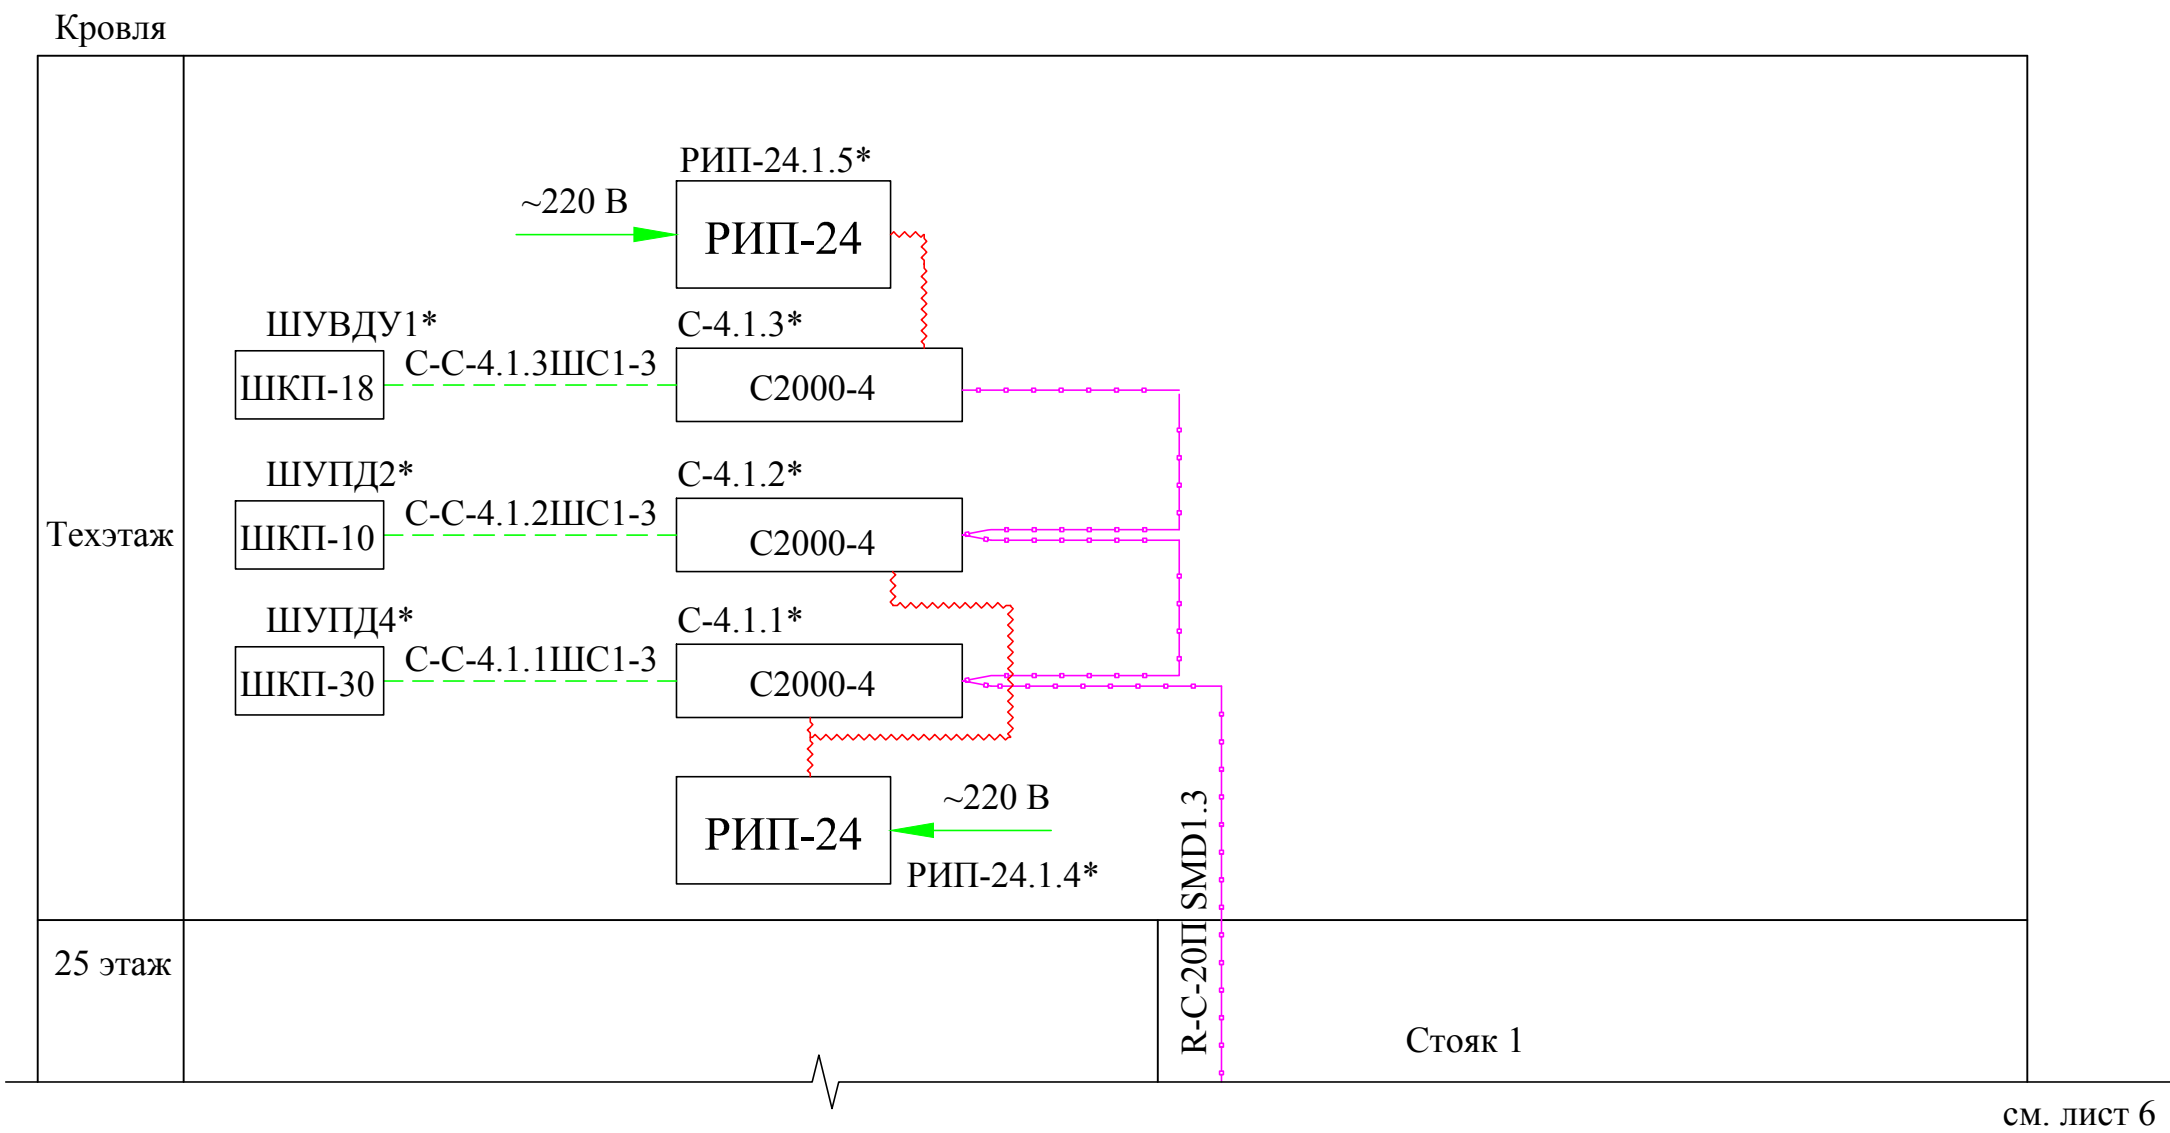 Кровля
РИП-24.1.5*
~220 В
РИП-24
ШУВДУ1*
С-4.1.3*
С-С-4.1.3ШС1-3
ШКП-18
С2000-4
ШУПД2*
С-4.1.2*
С-С-4.1.2ШС1-3
Техэтаж
ШКП-10
С2000-4
ШУПД4*
С-4.1.1*
С-С-4.1.1ШС1-3
ШКП-30
С2000-4
~220 В
РИП-24
РИП-24.1.4*
R-С-20П SMD1.3
25 этаж
Стояк 1
см. лист 6